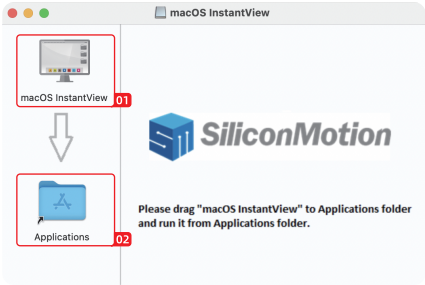 macOS InstantView
macOS InstantView
01
SiliconMotion
Please drag "macOS InstantView" to Applications folder
and run it from Applications folder.
Applications
02